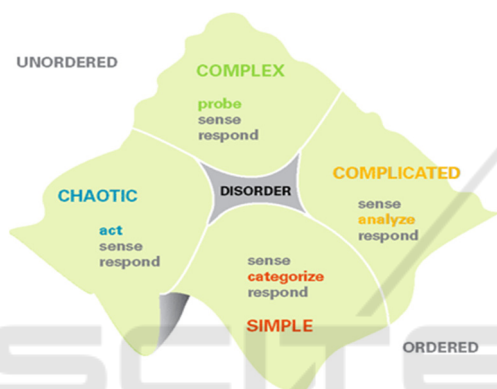 UNORDERED
COMPLEX
probe
sense
respond
CHAOTIC
act
sense
respond
DISORDER
COMPLICATED
sense
analyze
respond
sense
categorize
respond
SIMPLE
ORDERED
SCITE